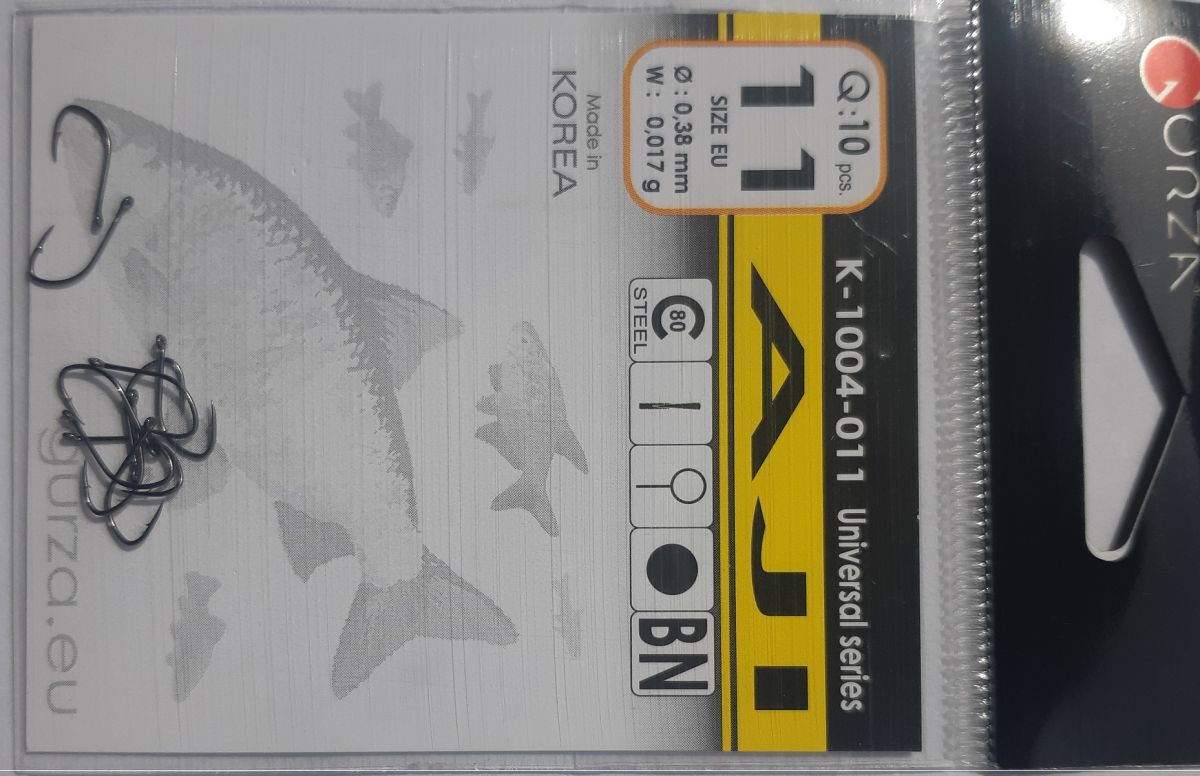 GURZA
Q:10 pcs.
11
SIZE EU
Ø : 0,38 mm
W : 0,017 g
K-1004-011 Universal series
AJI
C 80
STEEL
BN
Made in
KOREA
gurza.eu